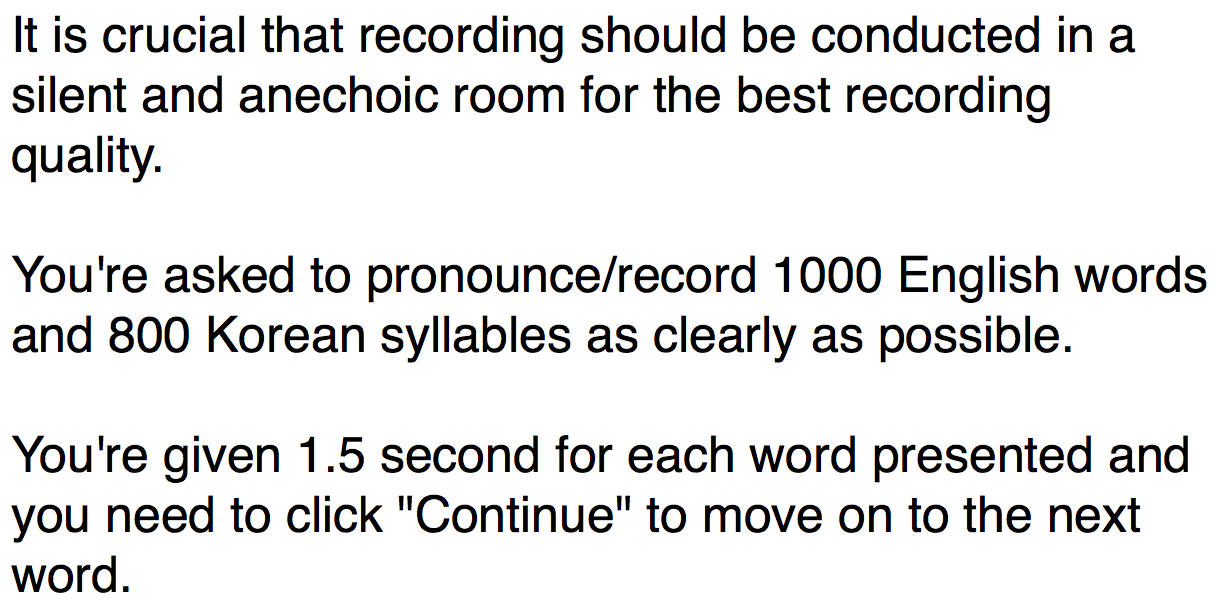 It is crucial that recording should be conducted in a
silent and anechoic room for the best recording
quality.
You're asked to pronounce/record 1000 English words
and 800 Korean syllables as clearly as possible.
You're given 1.5 second for each word presented and
you need to click "Continue" to move on to the next
word.